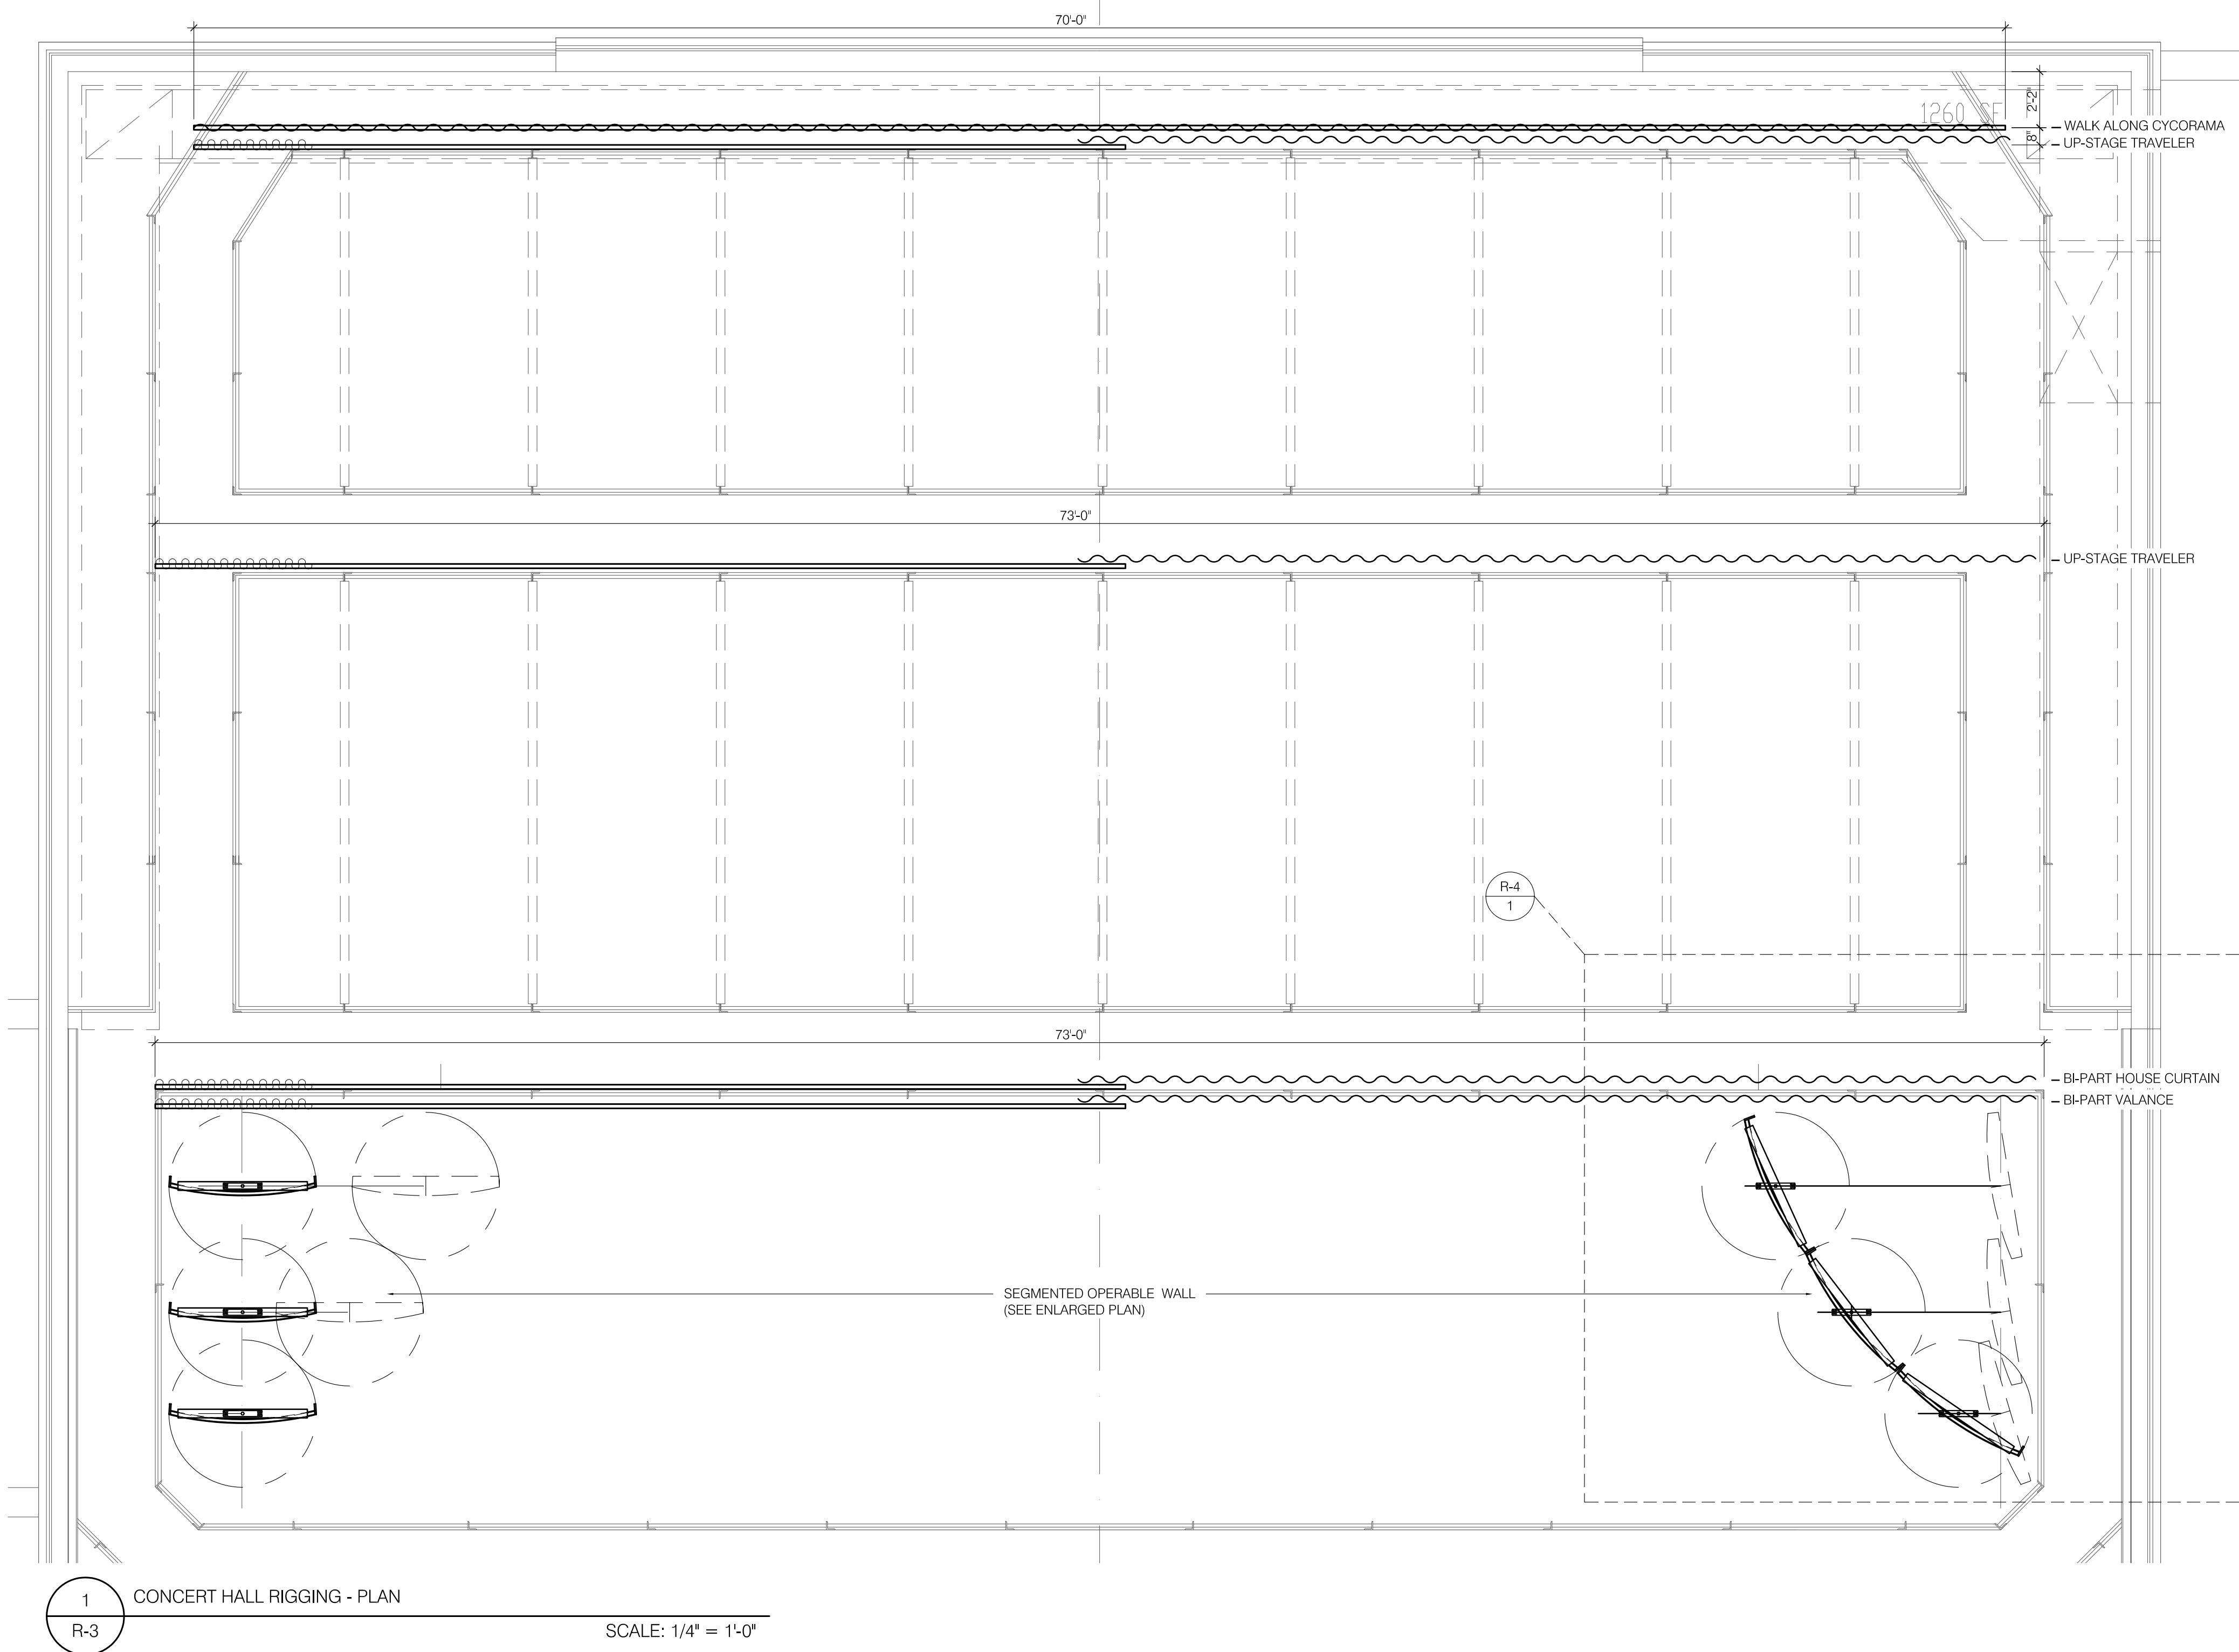 70'-0"
2'-2"
1260 SF
WALK ALONG CYCORAMA
8"
UP-STAGE TRAVELER
73'-0"
UP-STAGE TRAVELER
R-4
1
73'-0"
BI-PART HOUSE CURTAIN
BI-PART VALANCE
SEGMENTED OPERABLE WALL
(SEE ENLARGED PLAN)
1
CONCERT HALL RIGGING - PLAN
R-3
SCALE: 1/4" = 1'-0"